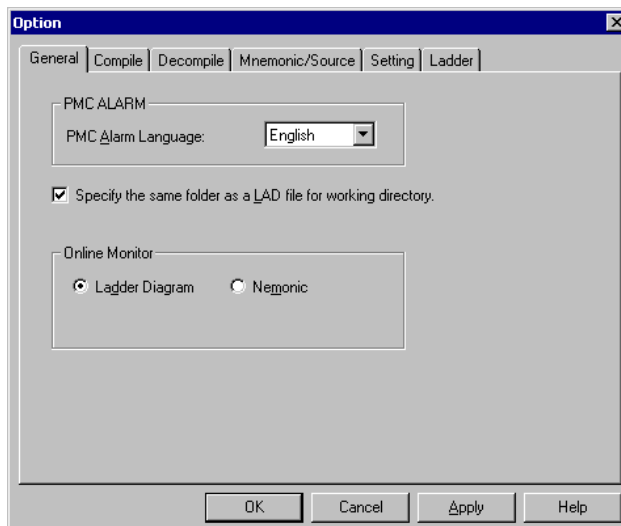 Option
General Compile Decompile Mnemonic/Source Setting Ladder
PMC ALARM
PMC Alarm Language: English
Specify the same folder as a LAD file for working directory.
Online Monitor
Ladder Diagram Nemonic
OK Cancel Apply Help